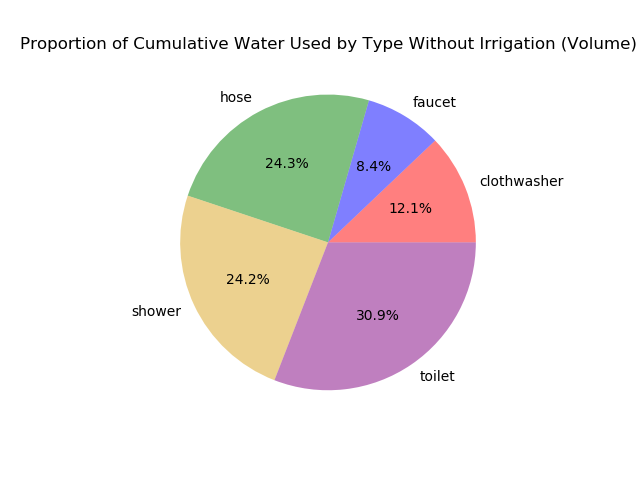 Proportion of Cumulative Water Used by Type Without Irrigation (Volume)
hose
faucet
24.3%
8.4%
clothwasher
12.1%
24.2%
shower
30.9%
toilet